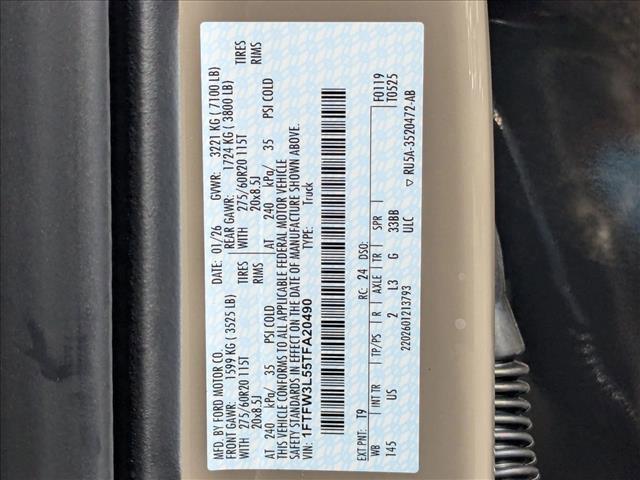 MFD. BY FORD MOTOR CO.
DATE: 01/26 GVWR: 3221 KG ( 7100 LB)
FRONT GAWR: 1599 KG ( 3525 LB) REAR GAWR: 1724 KG ( 3800 LB)
WITH 275/60R20 115T TIRES WITH 275/60R20 115T TIRES
20x8.5J RIMS 20x8.5J RIMS
AT 240 kPa/ 35 PSI COLD AT 240 kPa/ 35 PSI COLD
THIS VEHICLE CONFORMS TO ALL APPLICABLE FEDERAL MOTOR VEHICLE
SAFETY STANDARDS IN EFFECT ON THE DATE OF MANUFACTURE SHOWN ABOVE.
VIN: 1FTFW3L55TFA20490 TYPE: Truck
F0119
T0525
EXT PNT: T9 RC: 24 DSO:
WB INT TR TP/PS R AXLE TR SPR
145 US 2 L3 G 33BB
ULC
2202601213793 ▽ RU5A-3520472-AB